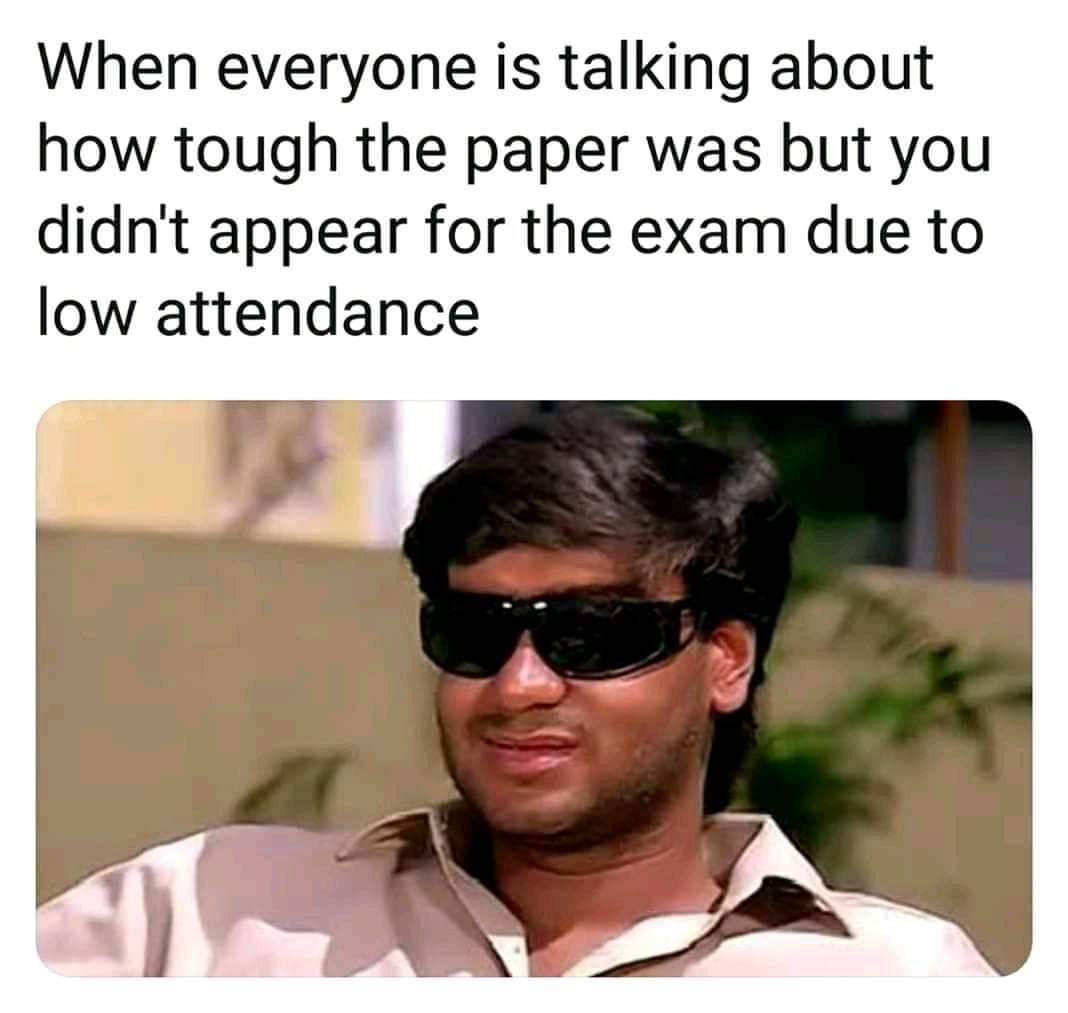 When everyone is talking about
how tough the paper was but you
didn't appear for the exam due to
low attendance